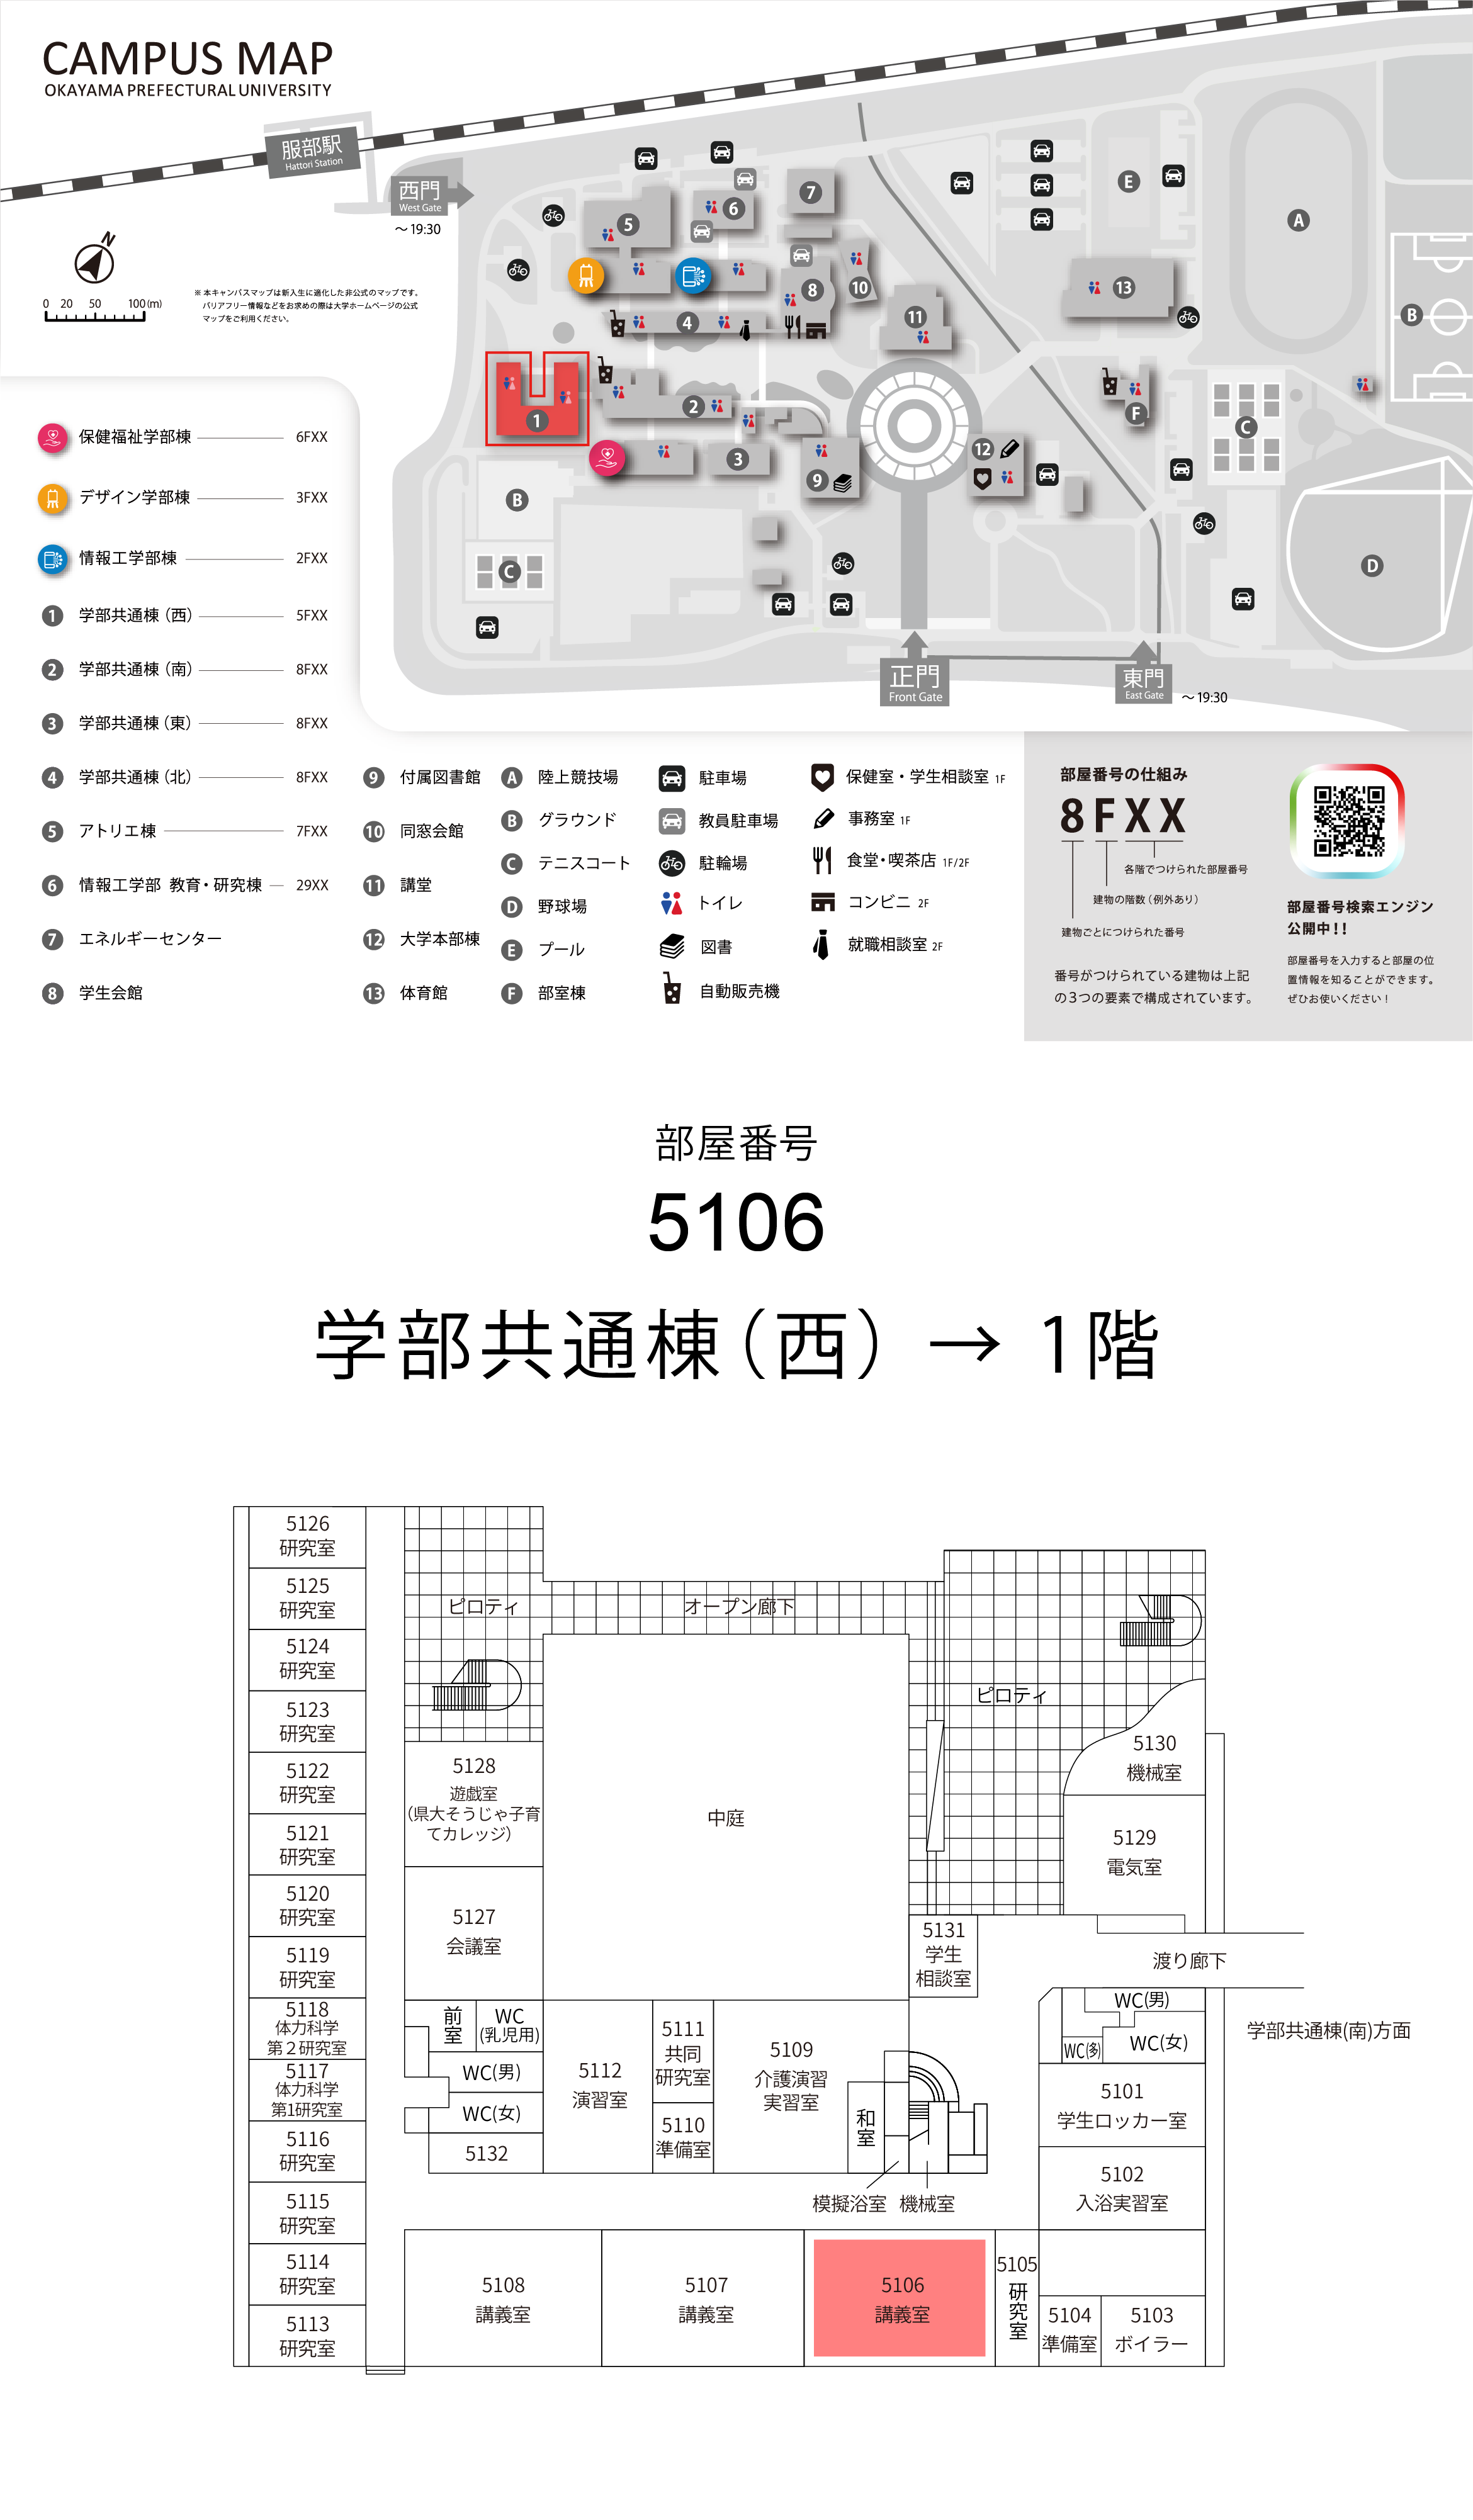 CAMPUS MAP
OKAYAMA PREFECTURAL UNIVERSITY
服部駅
Hattori Station
西門
West Gate
～19:30
N
0 20 50 100(m)
※ 本キャンパスマップは新入生に適化した非公式のマップです。
バリアフリー情報などをお求めの際は大学ホームページの公式
マップをご利用ください。
5
6
7
4
8
10
11
13
E
A
B
1
2
3
9
12
F
C
B
C
D
正門
Front Gate
東門
East Gate
～19:30
保健福祉学部棟 6FXX
デザイン学部棟 3FXX
情報工学部棟 2FXX
1 学部共通棟（西） 5FXX
2 学部共通棟（南） 8FXX
3 学部共通棟（東） 8FXX
4 学部共通棟（北） 8FXX
5 アトリエ棟 7FXX
6 情報工学部 教育・研究棟 29XX
7 エネルギーセンター
8 学生会館
9 付属図書館
10 同窓会館
11 講堂
12 大学本部棟
13 体育館
A 陸上競技場
B グラウンド
C テニスコート
D 野球場
E プール
F 部室棟
駐車場
教員駐車場
駐輪場
トイレ
図書
自動販売機
保健室・学生相談室 1F
事務室 1F
食堂・喫茶店 1F/2F
コンビニ 2F
就職相談室 2F
部屋番号の仕組み
8FXX
各階でつけられた部屋番号
建物の階数（例外あり）
建物ごとにつけられた番号
番号がつけられている建物は上記
の３つの要素で構成されています。
部屋番号検索エンジン
公開中！！
部屋番号を入力すると部屋の位
置情報を知ることができます。
ぜひお使いください！
部屋番号
5106
学部共通棟（西）→ 1階
5126
研究室
5125
研究室
5124
研究室
5123
研究室
5122
研究室
5121
研究室
5120
研究室
5119
研究室
5118
体力科学
第２研究室
5117
体力科学
第1研究室
5116
研究室
5115
研究室
5114
研究室
5113
研究室
ピロティ
オープン廊下
ピロティ
5128
遊戯室
（県大そうじゃ子育
てカレッジ）
中庭
5130
機械室
5129
電気室
5127
会議室
5131
学生
相談室
渡り廊下
学部共通棟(南)方面
前室
WC
(乳児用)
WC(男)
WC(女)
5132
5112
演習室
5111
共同
研究室
5110
準備室
5109
介護演習
実習室
和室
模擬浴室
機械室
WC(男)
WC(多)
WC(女)
5101
学生ロッカー室
5102
入浴実習室
5108
講義室
5107
講義室
5106
講義室
5105
研究室
5104
準備室
5103
ボイラー